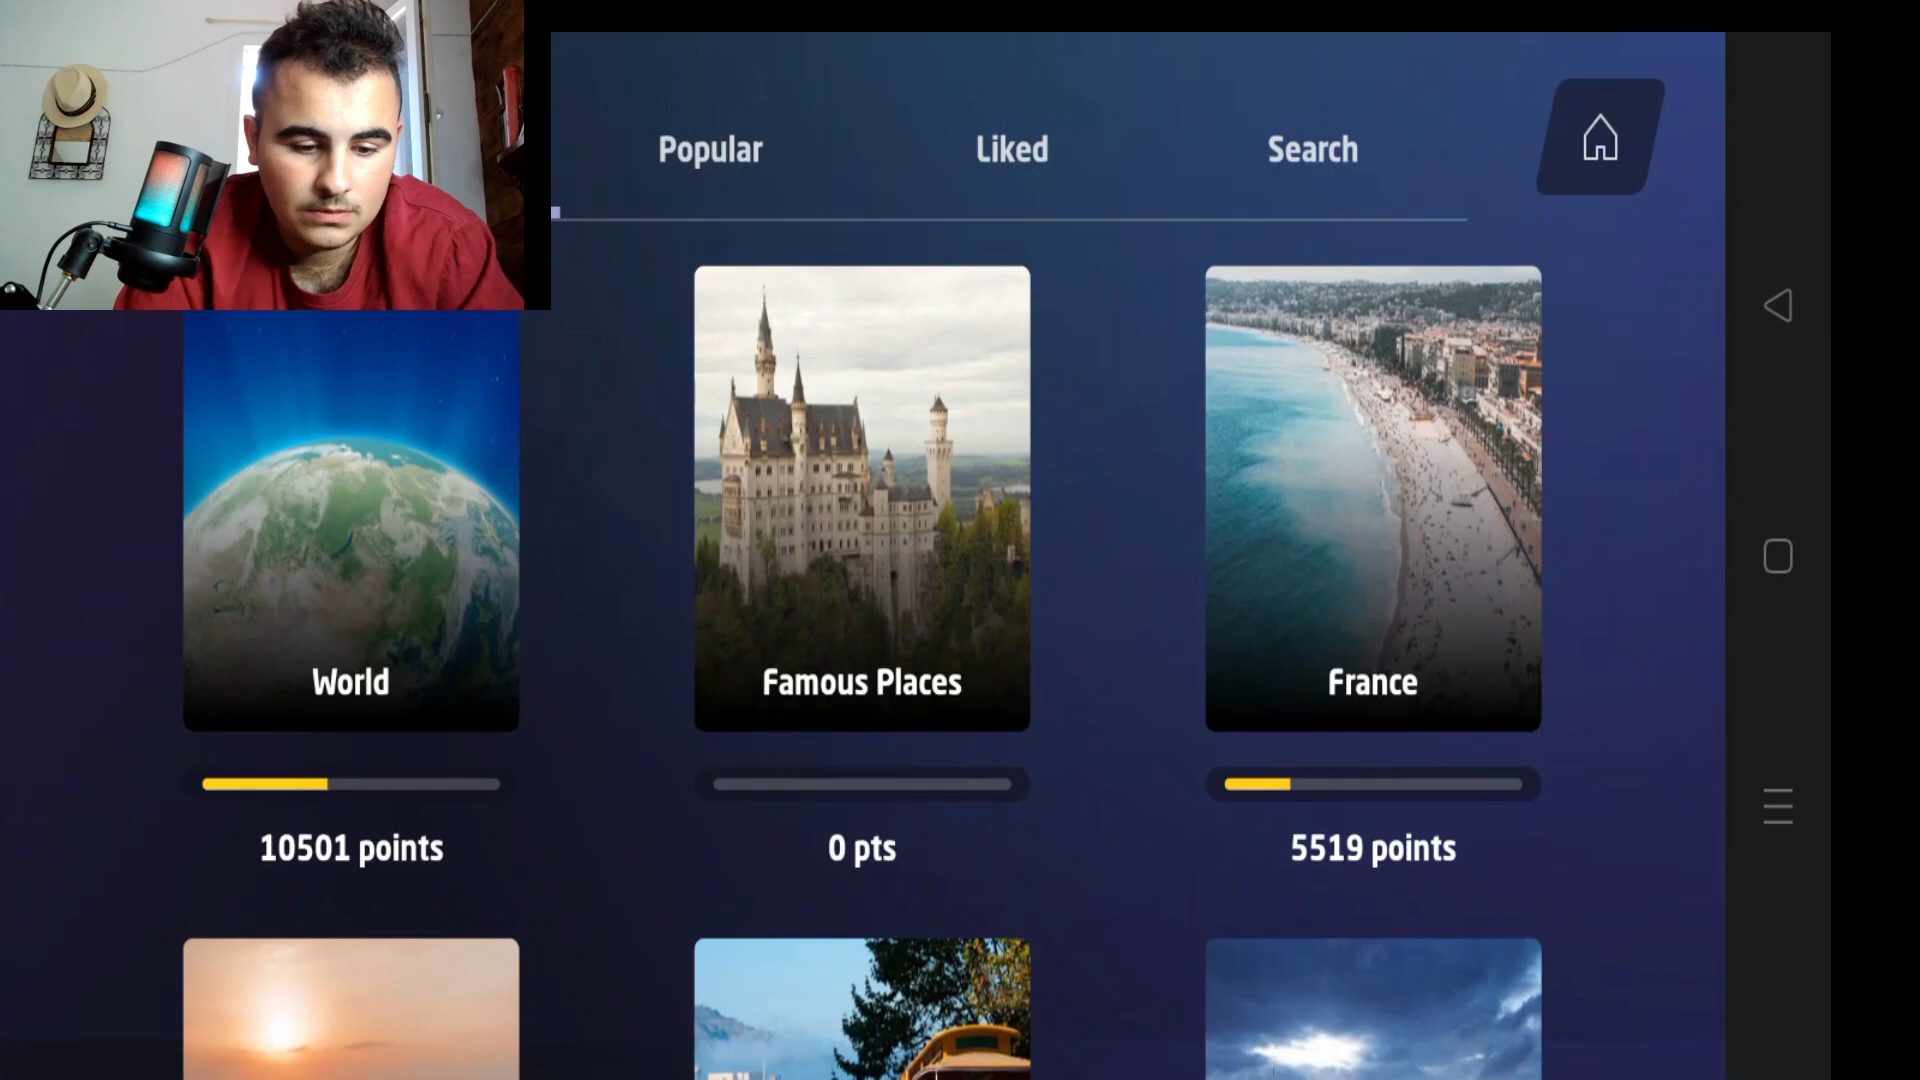 Popular
Liked
Search
World
Famous Places
France
10501 points
0 pts
5519 points